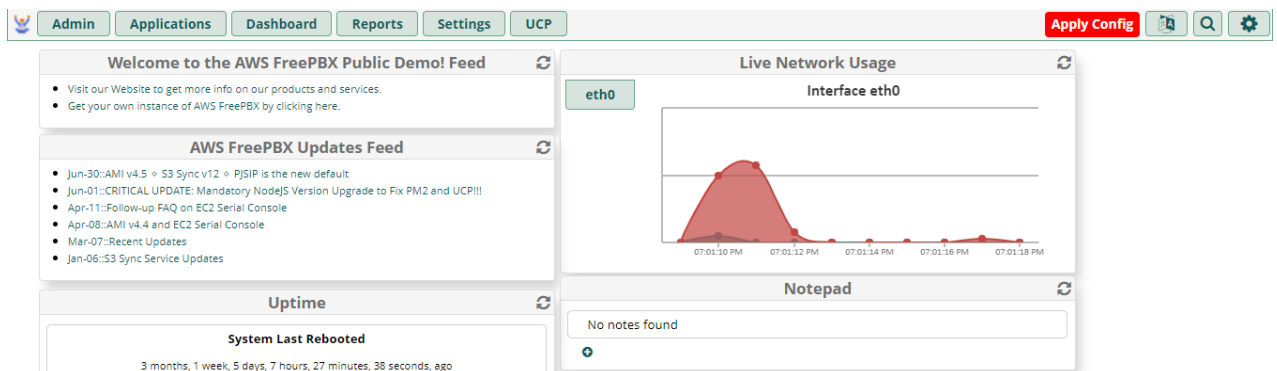 Admin Applications Dashboard Reports Settings UCP Apply Config
Welcome to the AWS FreePBX Public Demo! Feed
Visit our Website to get more info on our products and services.
Get your own instance of AWS FreePBX by clicking here.
AWS FreePBX Updates Feed
Jun-30::AMI v4.5 ⚬ S3 Sync v12 ⚬ PJSIP is the new default
Jun-01::CRITICAL UPDATE: Mandatory NodeJS Version Upgrade to Fix PM2 and UCP!!!
Apr-11::Follow-up FAQ on EC2 Serial Console
Apr-08::AMI v4.4 and EC2 Serial Console
Mar-07::Recent Updates
Jan-06::S3 Sync Service Updates
Uptime
System Last Rebooted
3 months, 1 week, 5 days, 7 hours, 27 minutes, 38 seconds, ago
Live Network Usage
eth0
Interface eth0
07:01:10 PM 07:01:12 PM 07:01:14 PM 07:01:16 PM 07:01:18 PM
Notepad
No notes found